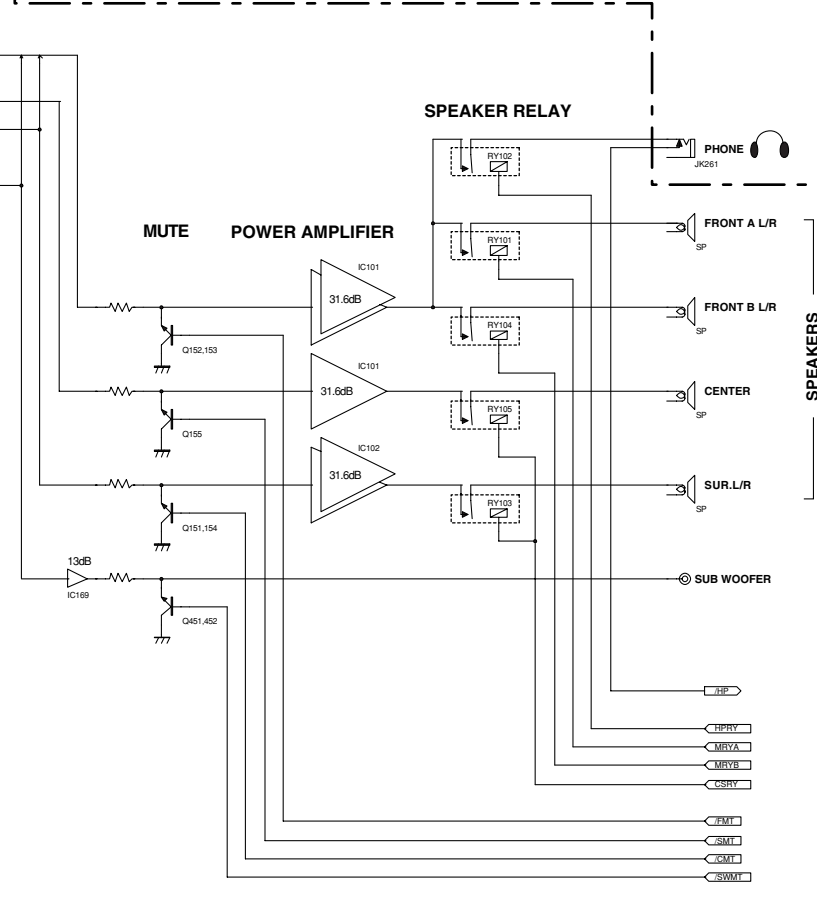 SPEAKER RELAY
RY102
PHONE
JK261
MUTE
POWER AMPLIFIER
RY101
FRONT A L/R
SP
IC101
31.6dB
Q152,153
RY104
FRONT B L/R
SP
IC101
31.6dB
Q155
RY105
CENTER
SP
IC102
31.6dB
Q151,154
RY103
SUR.L/R
SP
SPEAKERS
13dB
IC169
Q451,452
SUB WOOFER
/HP
HPRY
MRYA
MRYB
CSRY
/FMT
/SMT
/CMT
/SWMT